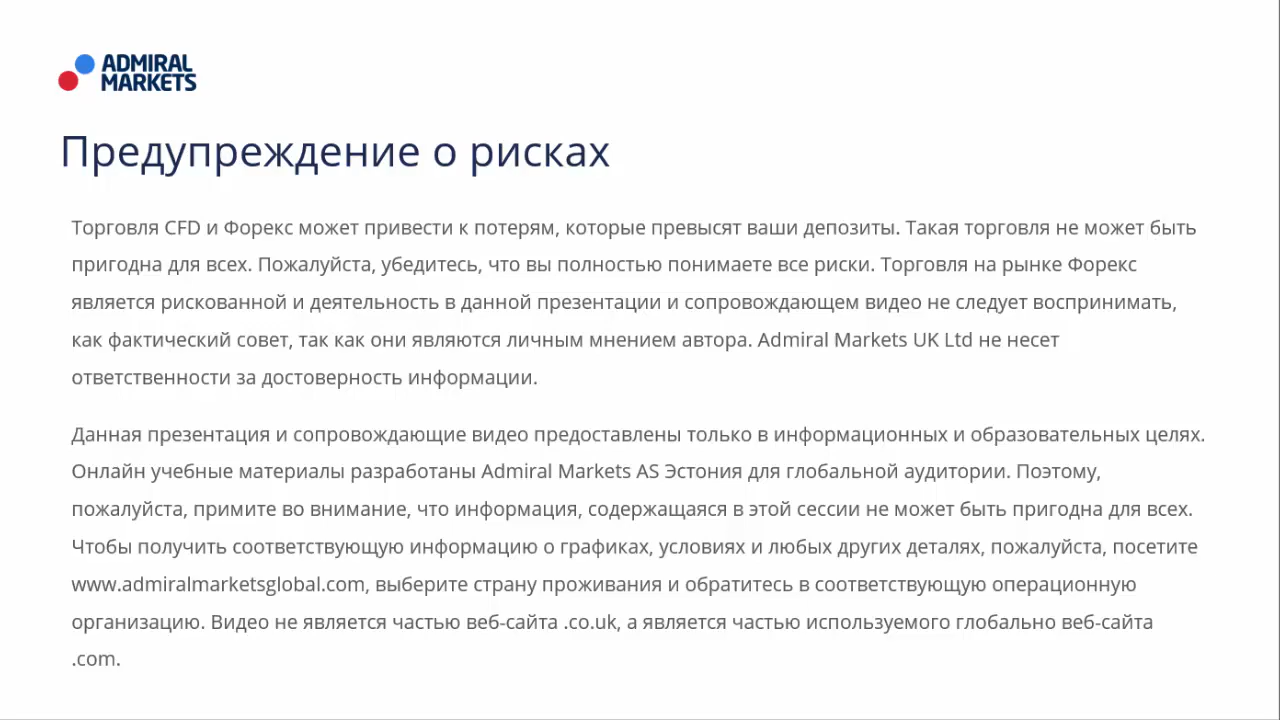 ADMIRAL
MARKETS
Предупреждение о рисках
Торговля CFD и Форекс может привести к потерям, которые превысят ваши депозиты. Такая торговля не может быть
пригодна для всех. Пожалуйста, убедитесь, что вы полностью понимаете все риски. Торговля на рынке Форекс
является рискованной и деятельность в данной презентации и сопровождающем видео не следует воспринимать,
как фактический совет, так как они являются личным мнением автора. Admiral Markets UK Ltd не несет
ответственности за достоверность информации.
Данная презентация и сопровождающие видео предоставлены только в информационных и образовательных целях.
Онлайн учебные материалы разработаны Admiral Markets AS Эстония для глобальной аудитории. Поэтому,
пожалуйста, примите во внимание, что информация, содержащаяся в этой сессии не может быть пригодна для всех.
Чтобы получить соответствующую информацию о графиках, условиях и любых других деталях, пожалуйста, посетите
www.admiralmarketsglobal.com, выберите страну проживания и обратитесь в соответствующую операционную
организацию. Видео не является частью веб-сайта .co.uk, а является частью используемого глобально веб-сайта
.com.